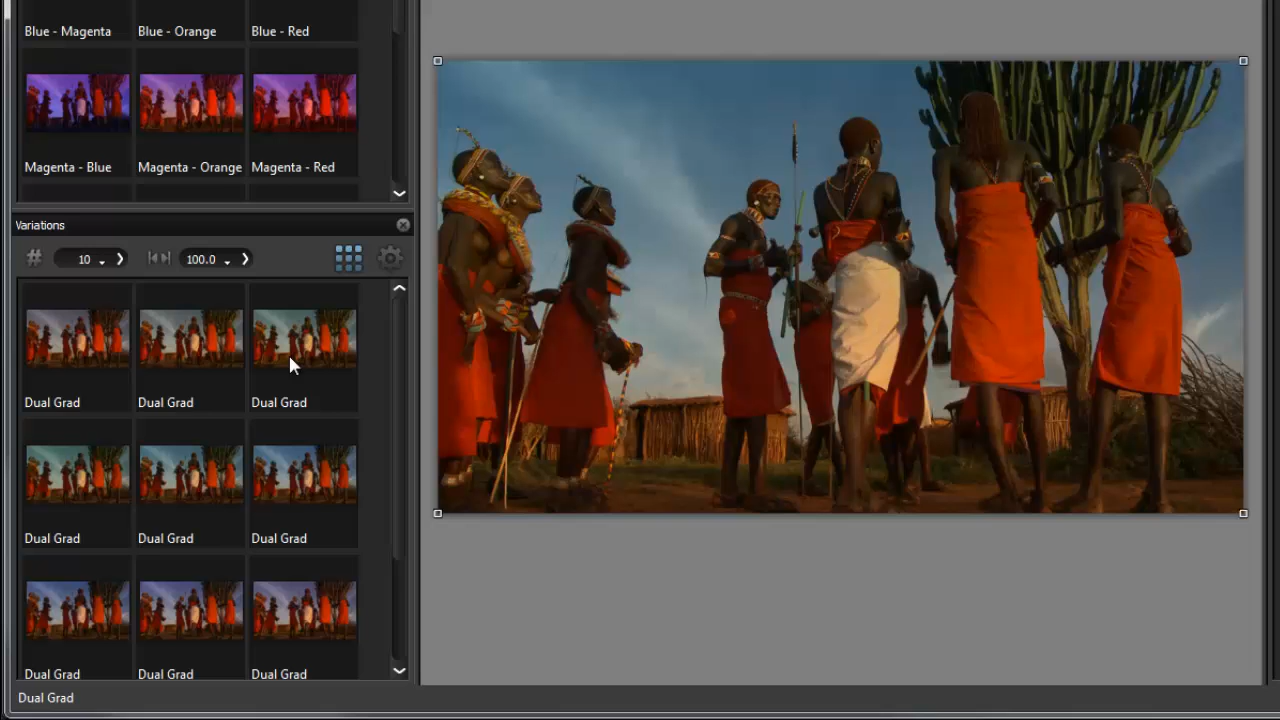 Blue - Magenta Blue - Orange Blue - Red
Magenta - Blue Magenta - Orange Magenta - Red
Variations
# 10 100.0
Dual Grad Dual Grad Dual Grad
Dual Grad Dual Grad Dual Grad
Dual Grad Dual Grad Dual Grad
Dual Grad